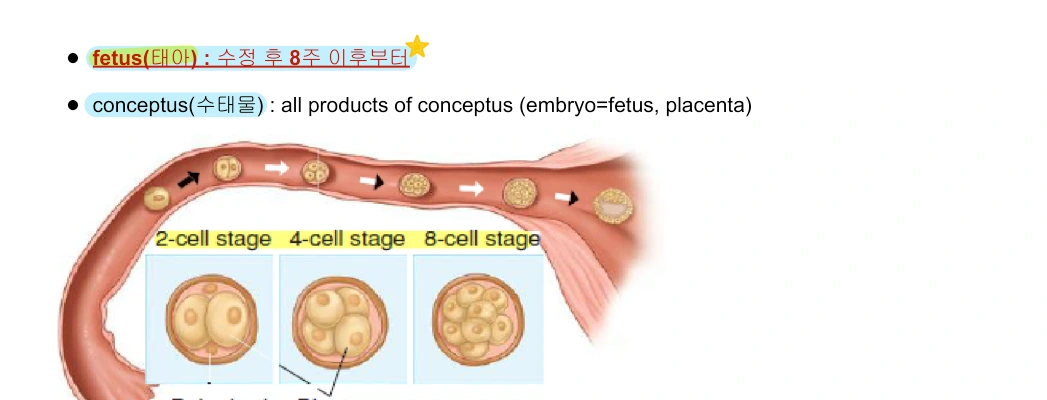 ● fetus(태아) : 수정 후 8주 이후부터
● conceptus(수태물) : all products of conceptus (embryo=fetus, placenta)
2-cell stage 4-cell stage 8-cell stage